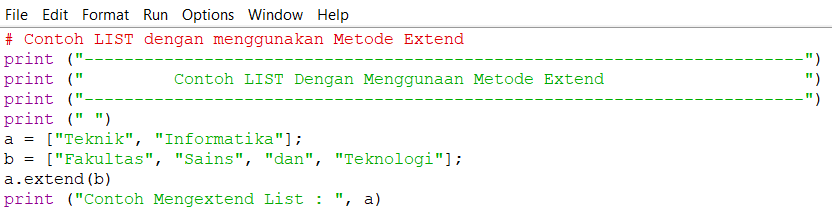 File Edit Format Run Options Window Help
# Contoh LIST dengan menggunakan Metode Extend
print ("------------------------------------------------------------------------")
print ("         Contoh LIST Dengan Menggunaan Metode Extend                    ")
print ("------------------------------------------------------------------------")
print (" ")
a = ["Teknik", "Informatika"];
b = ["Fakultas", "Sains", "dan", "Teknologi"];
a.extend(b)
print ("Contoh Mengextend List : ", a)